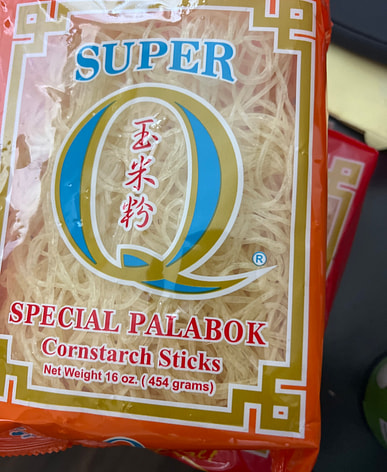 SUPER
Q
玉米粉
®
SPECIAL PALABOK
Cornstarch Sticks
Net Weight 16 oz. ( 454 grams)